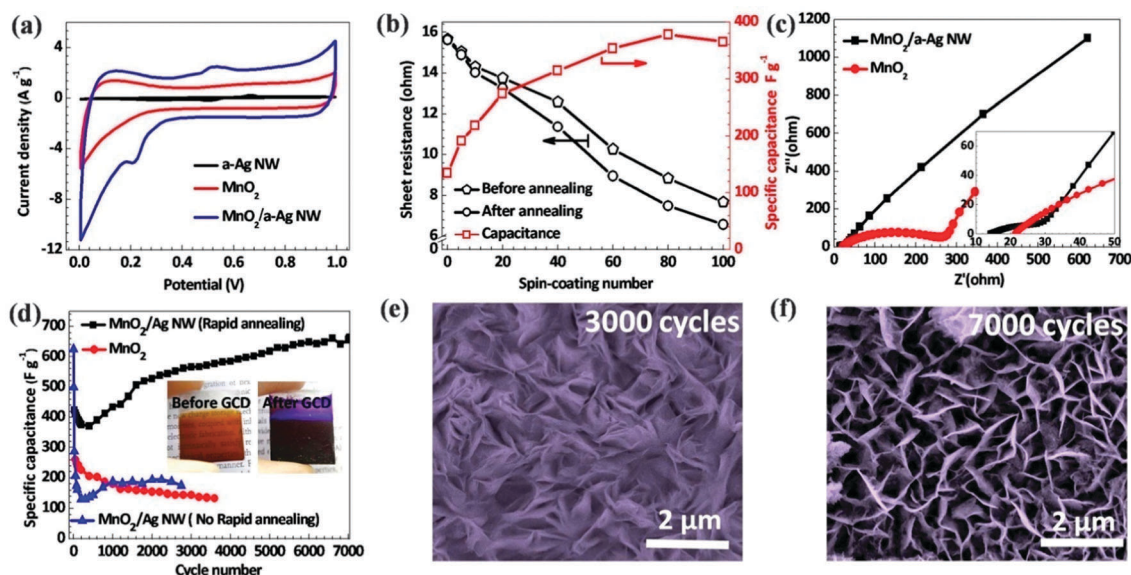 (a)
4
0
-4
-8
-12
Current density (A g⁻¹)
a-Ag NW
MnO₂
MnO₂/a-Ag NW
0.0 0.2 0.4 0.6 0.8 1.0
Potential (V)
(b)
16
14
12
10
8
6
0
Sheet resistance (ohm)
Before annealing
After annealing
Capacitance
400
300
200
100
0
Specific capacitance F g⁻¹
0 20 40 60 80 100
Spin-coating number
(c)
1200
1000
800
600
400
200
0
Z''(ohm)
MnO₂/a-Ag NW
MnO₂
60
40
20
0
10 20 30 40 50
0 100 200 300 400 500 600 700
Z'(ohm)
(d)
700
600
500
400
300
200
100
0
Specific capacitance (F g⁻¹)
MnO₂/Ag NW (Rapid annealing)
MnO₂
Before GCD
After GCD
MnO₂/Ag NW ( No Rapid annealing)
0 1000 2000 3000 4000 5000 6000 7000
Cycle number
(e)
3000 cycles
2 μm
(f)
7000 cycles
2 μm